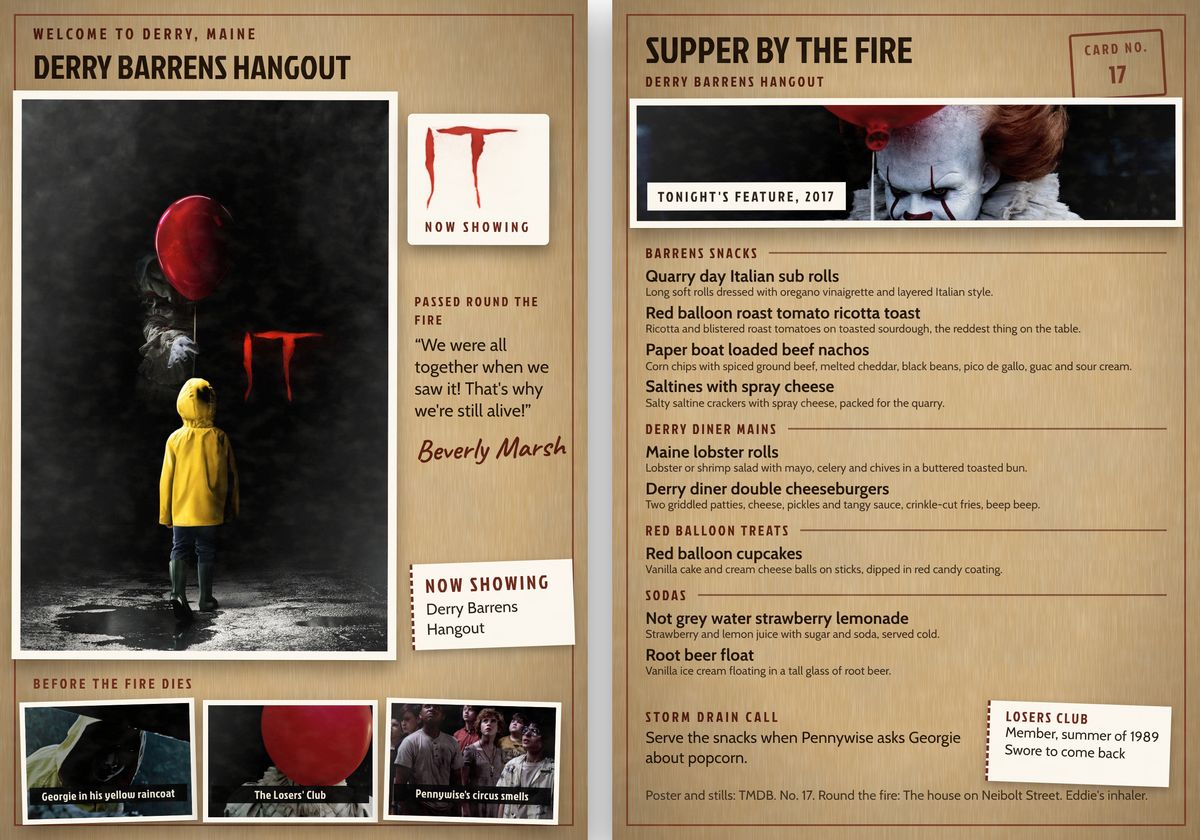 WELCOME TO DERRY, MAINE
DERRY BARRENS HANGOUT
IT
NOW SHOWING
IT
PASSED ROUND THE
FIRE
“We were all
together when we
saw it! That's why
we're still alive!”
Beverly Marsh
NOW SHOWING
Derry Barrens
Hangout
BEFORE THE FIRE DIES
Georgie in his yellow raincoat
The Losers' Club
Pennywise's circus smells
SUPPER BY THE FIRE
DERRY BARRENS HANGOUT
CARD NO.
17
TONIGHT'S FEATURE, 2017
BARRENS SNACKS
Quarry day Italian sub rolls
Long soft rolls dressed with oregano vinaigrette and layered Italian style.
Red balloon roast tomato ricotta toast
Ricotta and blistered roast tomatoes on toasted sourdough, the reddest thing on the table.
Paper boat loaded beef nachos
Corn chips with spiced ground beef, melted cheddar, black beans, pico de gallo, guac and sour cream.
Saltines with spray cheese
Salty saltine crackers with spray cheese, packed for the quarry.
DERRY DINER MAINS
Maine lobster rolls
Lobster or shrimp salad with mayo, celery and chives in a buttered toasted bun.
Derry diner double cheeseburgers
Two griddled patties, cheese, pickles and tangy sauce, crinkle-cut fries, beep beep.
RED BALLOON TREATS
Red balloon cupcakes
Vanilla cake and cream cheese balls on sticks, dipped in red candy coating.
SODAS
Not grey water strawberry lemonade
Strawberry and lemon juice with sugar and soda, served cold.
Root beer float
Vanilla ice cream floating in a tall glass of root beer.
STORM DRAIN CALL
Serve the snacks when Pennywise asks Georgie
about popcorn.
LOSERS CLUB
Member, summer of 1989
Swore to come back
Poster and stills: TMDB. No. 17. Round the fire: The house on Neibolt Street. Eddie's inhaler.